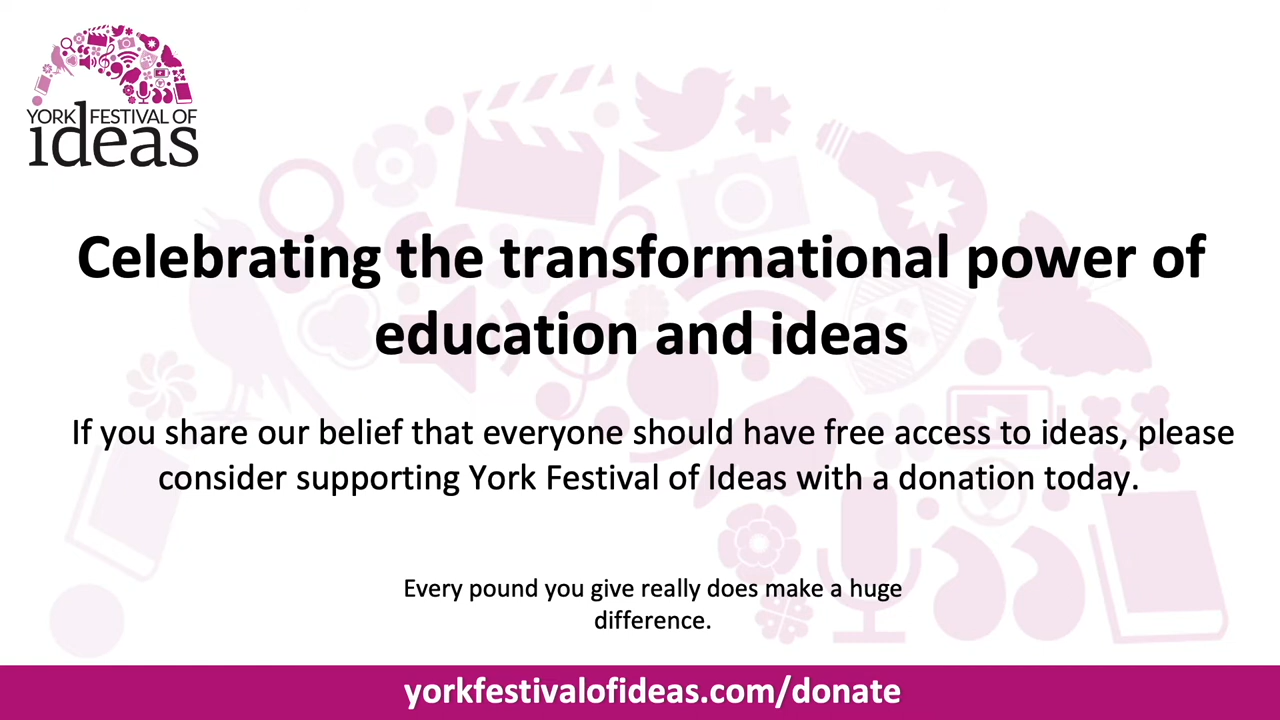 YORK FESTIVAL OF
ideas
Celebrating the transformational power of
education and ideas
If you share our belief that everyone should have free access to ideas, please
consider supporting York Festival of Ideas with a donation today.
Every pound you give really does make a huge
difference.
yorkfestivalofideas.com/donate